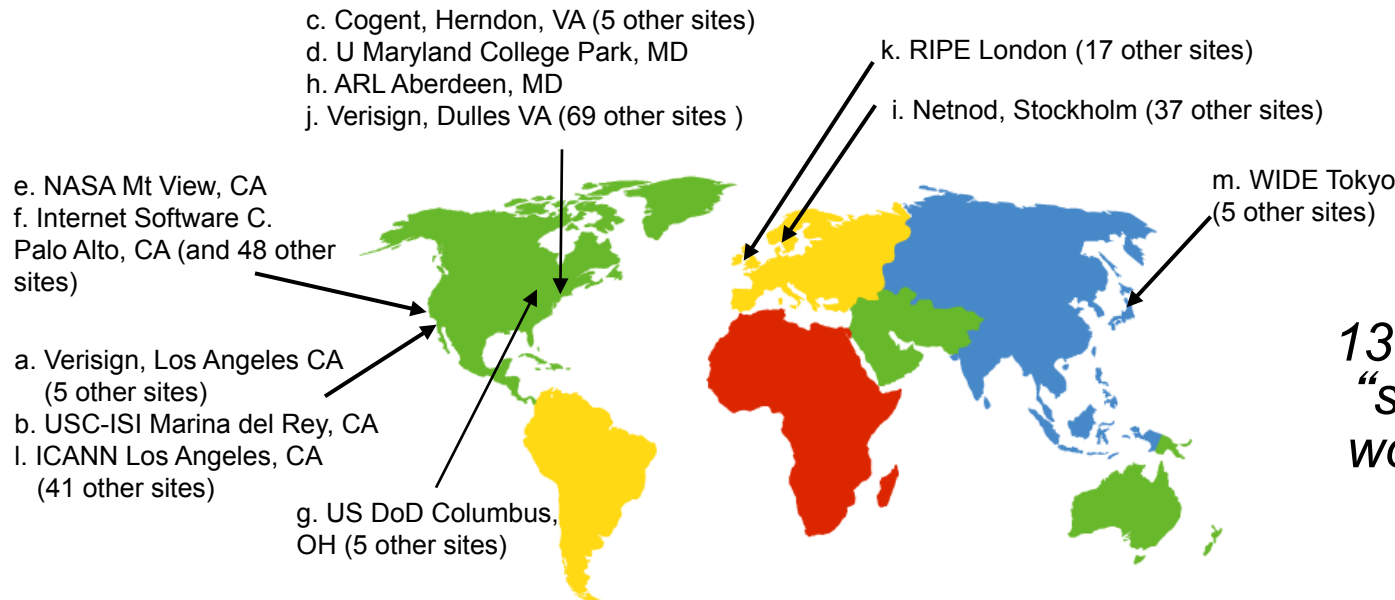 c. Cogent, Herndon, VA (5 other sites)
d. U Maryland College Park, MD
h. ARL Aberdeen, MD
j. Verisign, Dulles VA (69 other sites )
k. RIPE London (17 other sites)
i. Netnod, Stockholm (37 other sites)
m. WIDE Tokyo
(5 other sites)
e. NASA Mt View, CA
f. Internet Software C.
Palo Alto, CA (and 48 other
sites)
a. Verisign, Los Angeles CA
(5 other sites)
b. USC-ISI Marina del Rey, CA
l. ICANN Los Angeles, CA
(41 other sites)
g. US DoD Columbus,
OH (5 other sites)
13